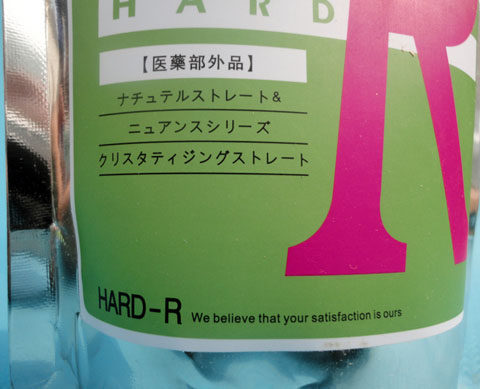 HARD
R
【医薬部外品】
ナチュテルストレート&
ニュアンスシリーズ
クリスタティジングストレート
HARD-R We believe that your satisfaction is ours